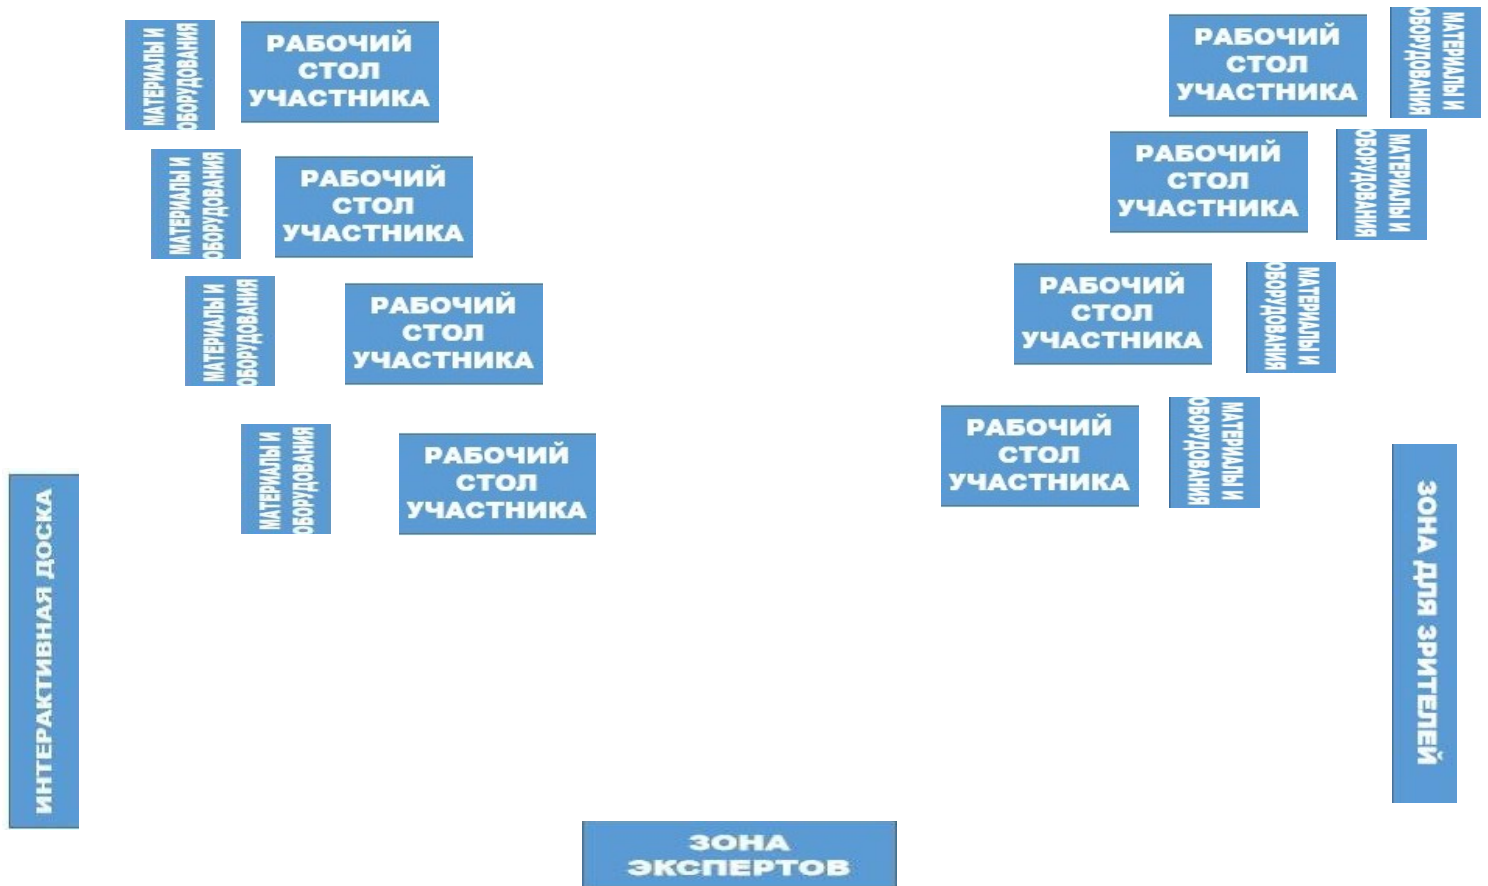 МАТЕРИАЛЫ И
ОБОРУДОВАНИЯ
РАБОЧИЙ
СТОЛ
УЧАСТНИКА
РАБОЧИЙ
СТОЛ
УЧАСТНИКА
МАТЕРИАЛЫ И
ОБОРУДОВАНИЯ
МАТЕРИАЛЫ И
ОБОРУДОВАНИЯ
РАБОЧИЙ
СТОЛ
УЧАСТНИКА
РАБОЧИЙ
СТОЛ
УЧАСТНИКА
МАТЕРИАЛЫ И
ОБОРУДОВАНИЯ
МАТЕРИАЛЫ И
ОБОРУДОВАНИЯ
РАБОЧИЙ
СТОЛ
УЧАСТНИКА
РАБОЧИЙ
СТОЛ
УЧАСТНИКА
МАТЕРИАЛЫ И
ОБОРУДОВАНИЯ
МАТЕРИАЛЫ И
ОБОРУДОВАНИЯ
РАБОЧИЙ
СТОЛ
УЧАСТНИКА
РАБОЧИЙ
СТОЛ
УЧАСТНИКА
МАТЕРИАЛЫ И
ОБОРУДОВАНИЯ
ИНТЕРАКТИВНАЯ ДОСКА
ЗОНА ДЛЯ ЗРИТЕЛЕЙ
ЗОНА
ЭКСПЕРТОВ